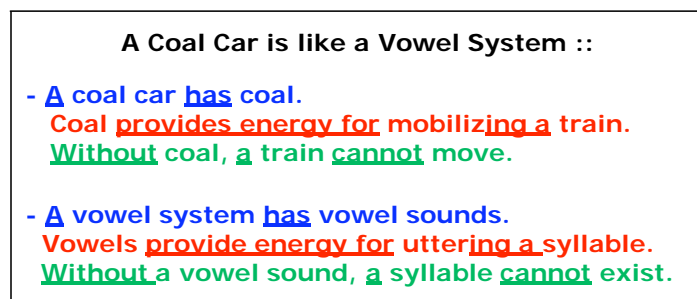 A Coal Car is like a Vowel System ::
- A coal car has coal.
Coal provides energy for mobilizing a train.
Without coal, a train cannot move.
- A vowel system has vowel sounds.
Vowels provide energy for uttering a syllable.
Without a vowel sound, a syllable cannot exist.